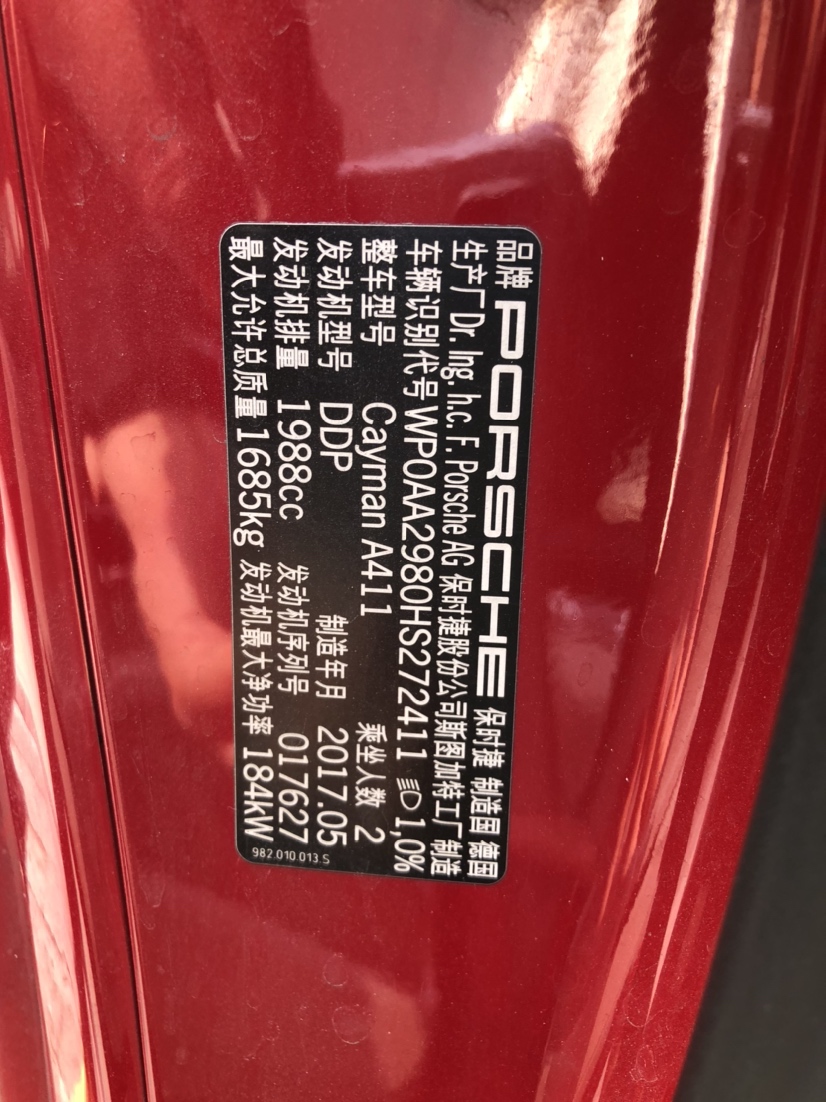 品牌 PORSCHE 保时捷 制造国 德国
生产厂Dr. Ing. h.c. F. Porsche AG 保时捷股份公司斯图加特工厂制造
车辆识别代号 WP0AA2980HS272411 1,0%
整车型号 Cayman A411 乘坐人数 2
发动机型号 DDP 制造年月 2017.05
发动机排量 1988cc 发动机序列号 017627
最大允许总质量 1685kg 发动机最大净功率 184kW
982.010.013.S